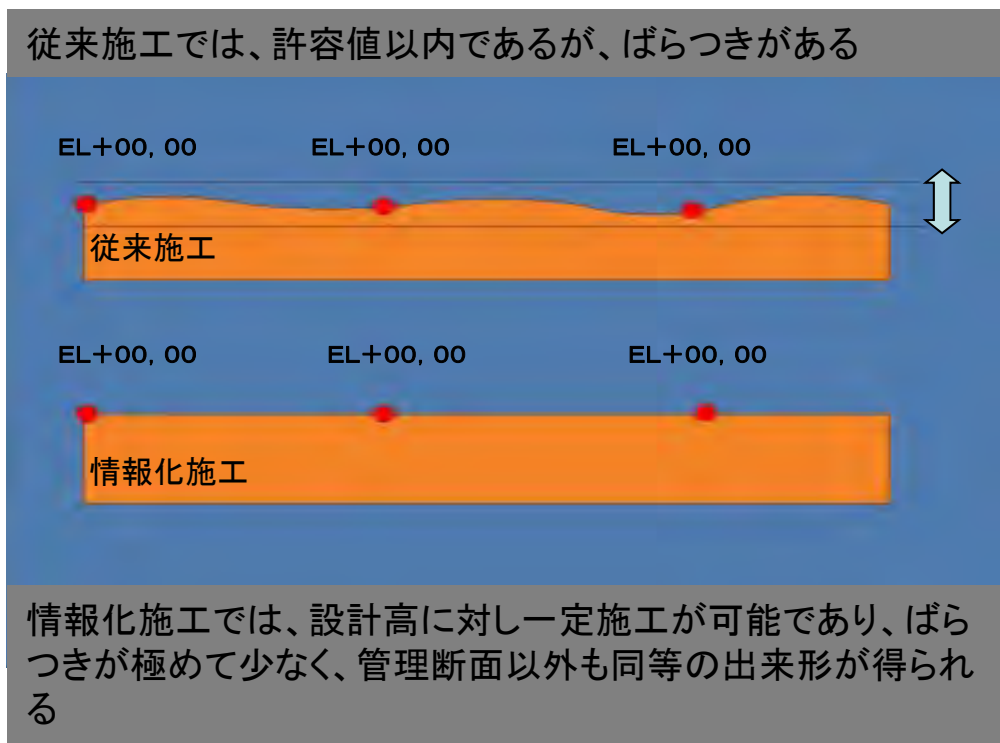 従来施工では、許容値以内であるが、ばらつきがある
EL+00,00 EL+00,00 EL+00,00
従来施工
EL+00,00 EL+00,00 EL+00,00
情報化施工
情報化施工では、設計高に対し一定施工が可能であり、ばら
つきが極めて少なく、管理断面以外も同等の出来形が得られ
る